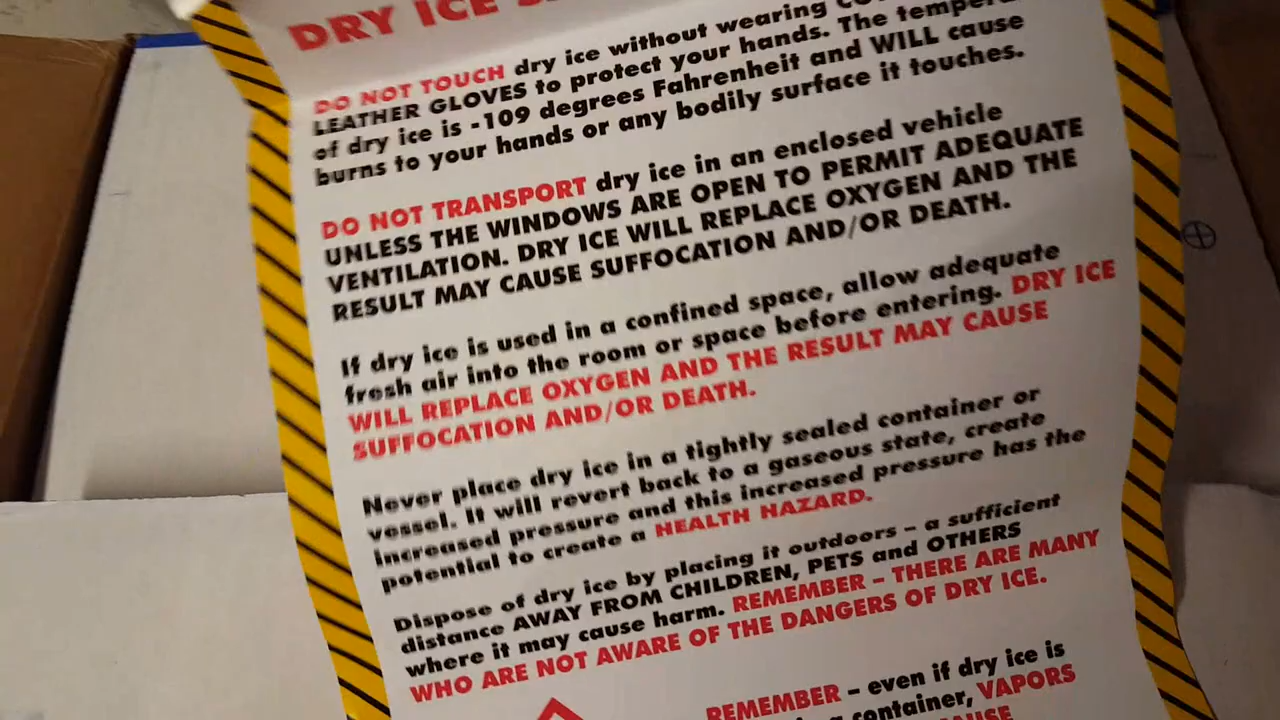 DRY ICE
DO NOT TOUCH dry ice without wearing
LEATHER GLOVES to protect your hands. The
of dry ice is -109 degrees Fahrenheit and WILL cause
burns to your hands or any bodily surface it touches.
DO NOT TRANSPORT dry ice in an enclosed vehicle
UNLESS THE WINDOWS ARE OPEN TO PERMIT ADEQUATE
VENTILATION. DRY ICE WILL REPLACE OXYGEN AND THE
RESULT MAY CAUSE SUFFOCATION AND/OR DEATH.
If dry ice is used in a confined space, allow adequate
fresh air into the room or space before entering. DRY ICE
WILL REPLACE OXYGEN AND THE RESULT MAY CAUSE
SUFFOCATION AND/OR DEATH.
Never place dry ice in a tightly sealed container or
vessel. It will revert back to a gaseous state, create
increased pressure and this increased pressure has the
potential to create a HEALTH HAZARD.
Dispose of dry ice by placing it outdoors – a sufficient
distance AWAY FROM CHILDREN, PETS and OTHERS
where it may cause harm. REMEMBER – THERE ARE MANY
WHO ARE NOT AWARE OF THE DANGERS OF DRY ICE.
REMEMBER – even if dry ice is
container, VAPORS